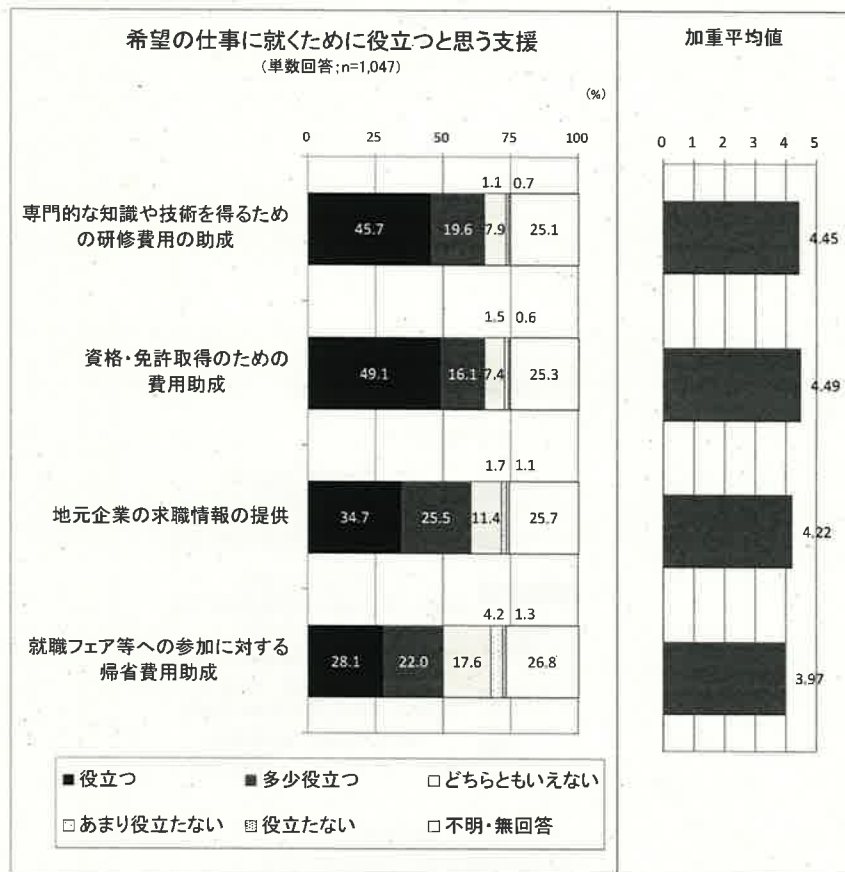 希望の仕事に就くために役立つと思う支援
(単数回答;n=1,047)
加重平均値
(%)
0 25 50 75 100
0 1 2 3 4 5
1.1 0.7
専門的な知識や技術を得るため
の研修費用の助成
45.7 19.6 7.9 25.1
4.45
1.5 0.6
資格・免許取得のための
費用助成
49.1 16.1 7.4 25.3
4.49
1.7 1.1
地元企業の求職情報の提供
34.7 25.5 11.4 25.7
4.22
4.2 1.3
就職フェア等への参加に対する
帰省費用助成
28.1 22.0 17.6 26.8
3.97
役立つ 多少役立つ どちらともいえない
あまり役立たない 役立たない 不明・無回答